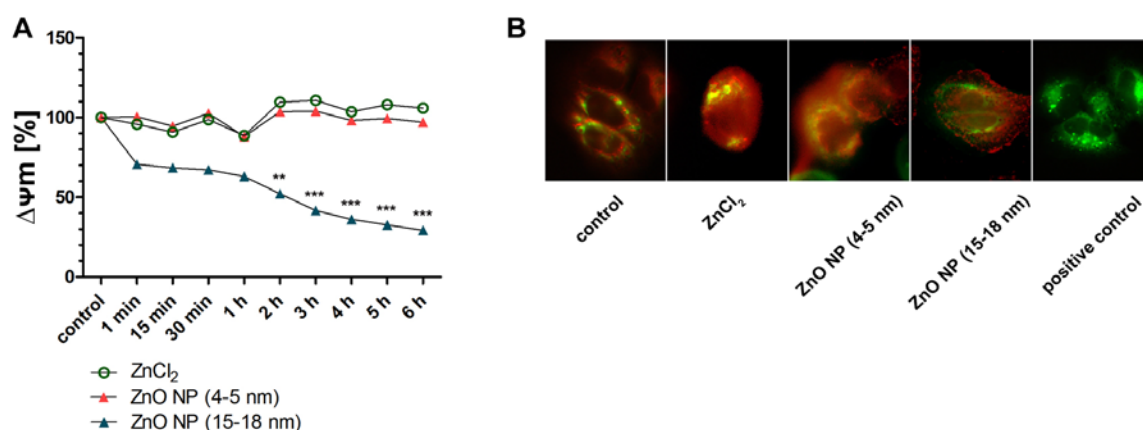 A
150
100
50
0
ΔΨm [%]
**
***
***
***
***
control
1 min
15 min
30 min
1 h
2 h
3 h
4 h
5 h
6 h
ZnCl₂
ZnO NP (4-5 nm)
ZnO NP (15-18 nm)
B
control
ZnCl₂
ZnO NP (4-5 nm)
ZnO NP (15-18 nm)
positive control